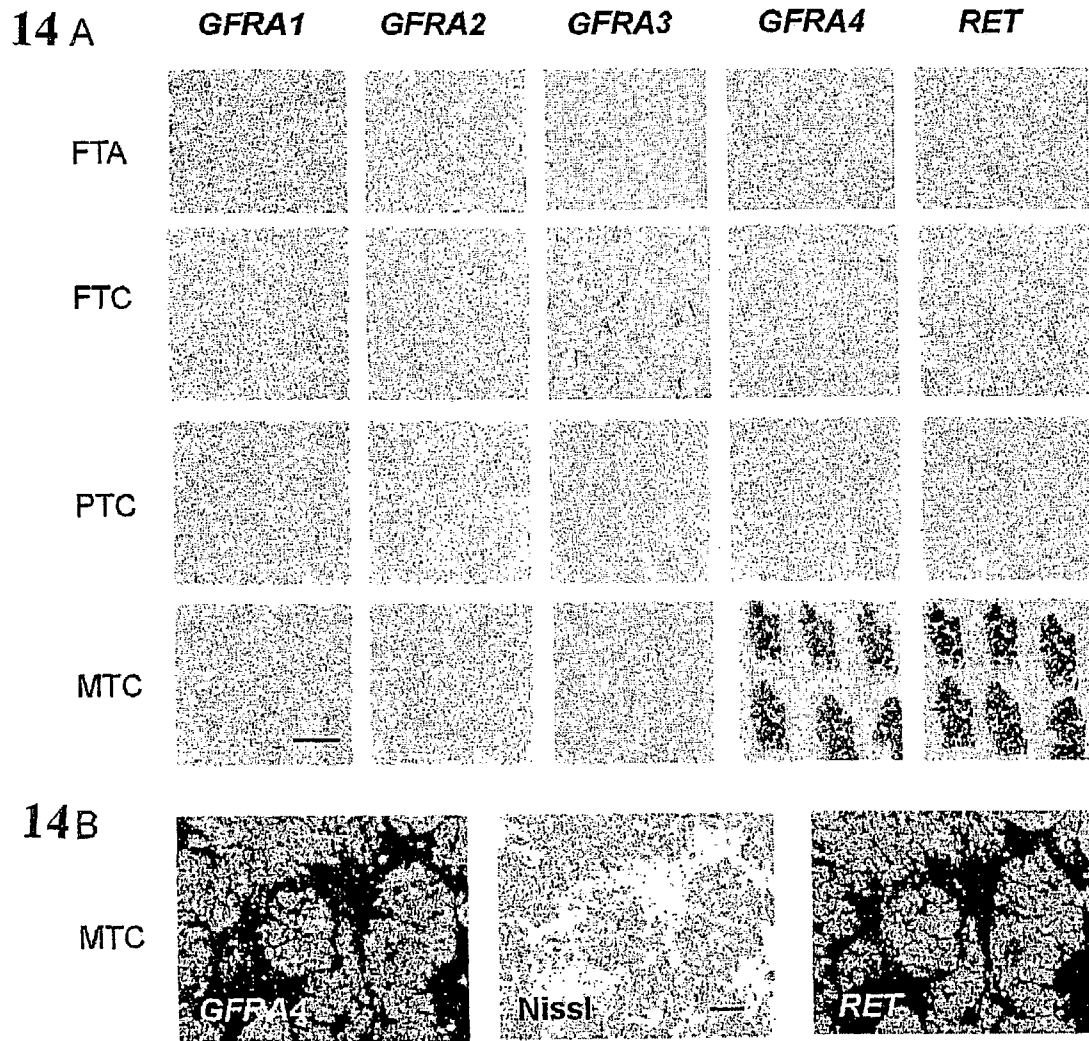 14 A GFRA1 GFRA2 GFRA3 GFRA4 RET
FTA
FTC
PTC
MTC
14 B
MTC
GFRA4 Nissl RET